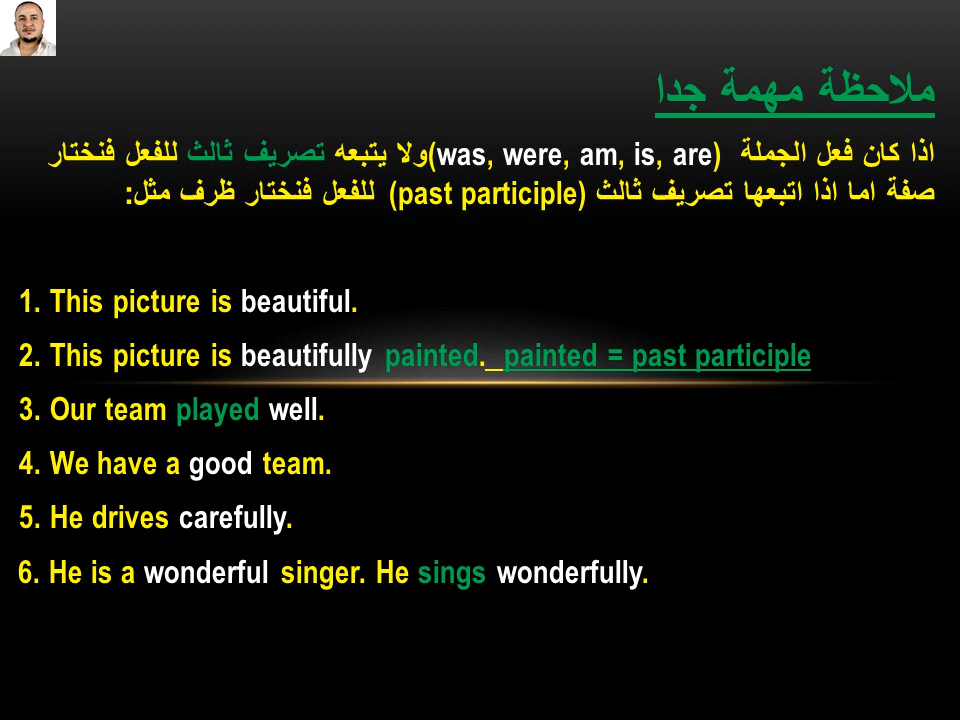 ملاحظة مهمة جدا
اذا كان فعل الجملة (was, were, am, is, are)ولا يتبعه تصريف ثالث للفعل فنختار
صفة اما اذا اتبعها تصريف ثالث (past participle) للفعل فنختار ظرف مثل:
1. This picture is beautiful.
2. This picture is beautifully painted._painted = past participle
3. Our team played well.
4. We have a good team.
5. He drives carefully.
6. He is a wonderful singer. He sings wonderfully.